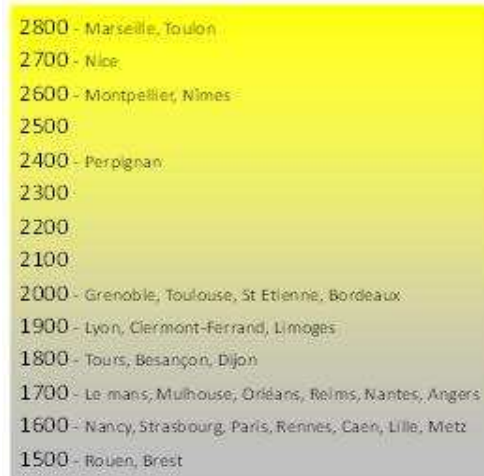 2800 - Marseille, Toulon
2700 - Nice
2600 - Montpellier, Nîmes
2500
2400 - Perpignan
2300
2200
2100
2000 - Grenoble, Toulouse, St Etienne, Bordeaux
1900 - Lyon, Clermont-Ferrand, Limoges
1800 - Tours, Besançon, Dijon
1700 - Le mans, Mulhouse, Orléans, Reims, Nantes, Angers
1600 - Nancy, Strasbourg, Paris, Rennes, Caen, Lille, Metz
1500 - Rouen, Brest